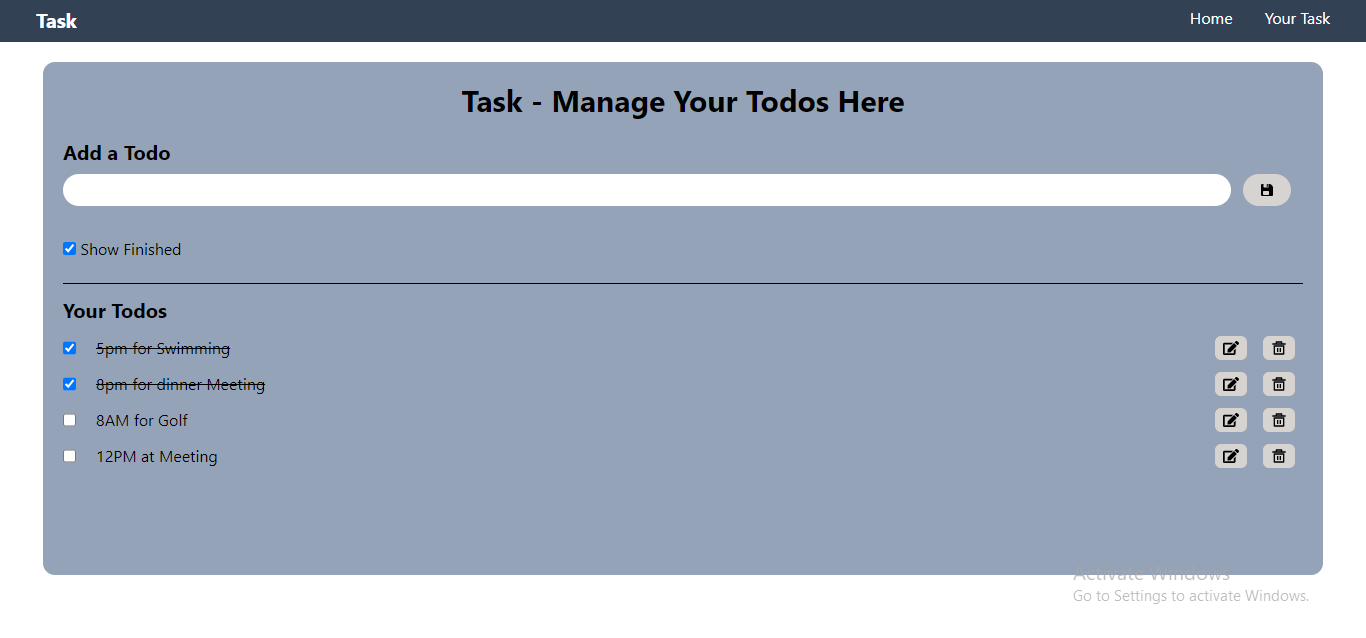 Task
Home
Your Task
Task - Manage Your Todos Here
Add a Todo
Show Finished
Your Todos
5pm for Swimming
8pm for dinner Meeting
8AM for Golf
12PM at Meeting
Activate Windows
Go to Settings to activate Windows.